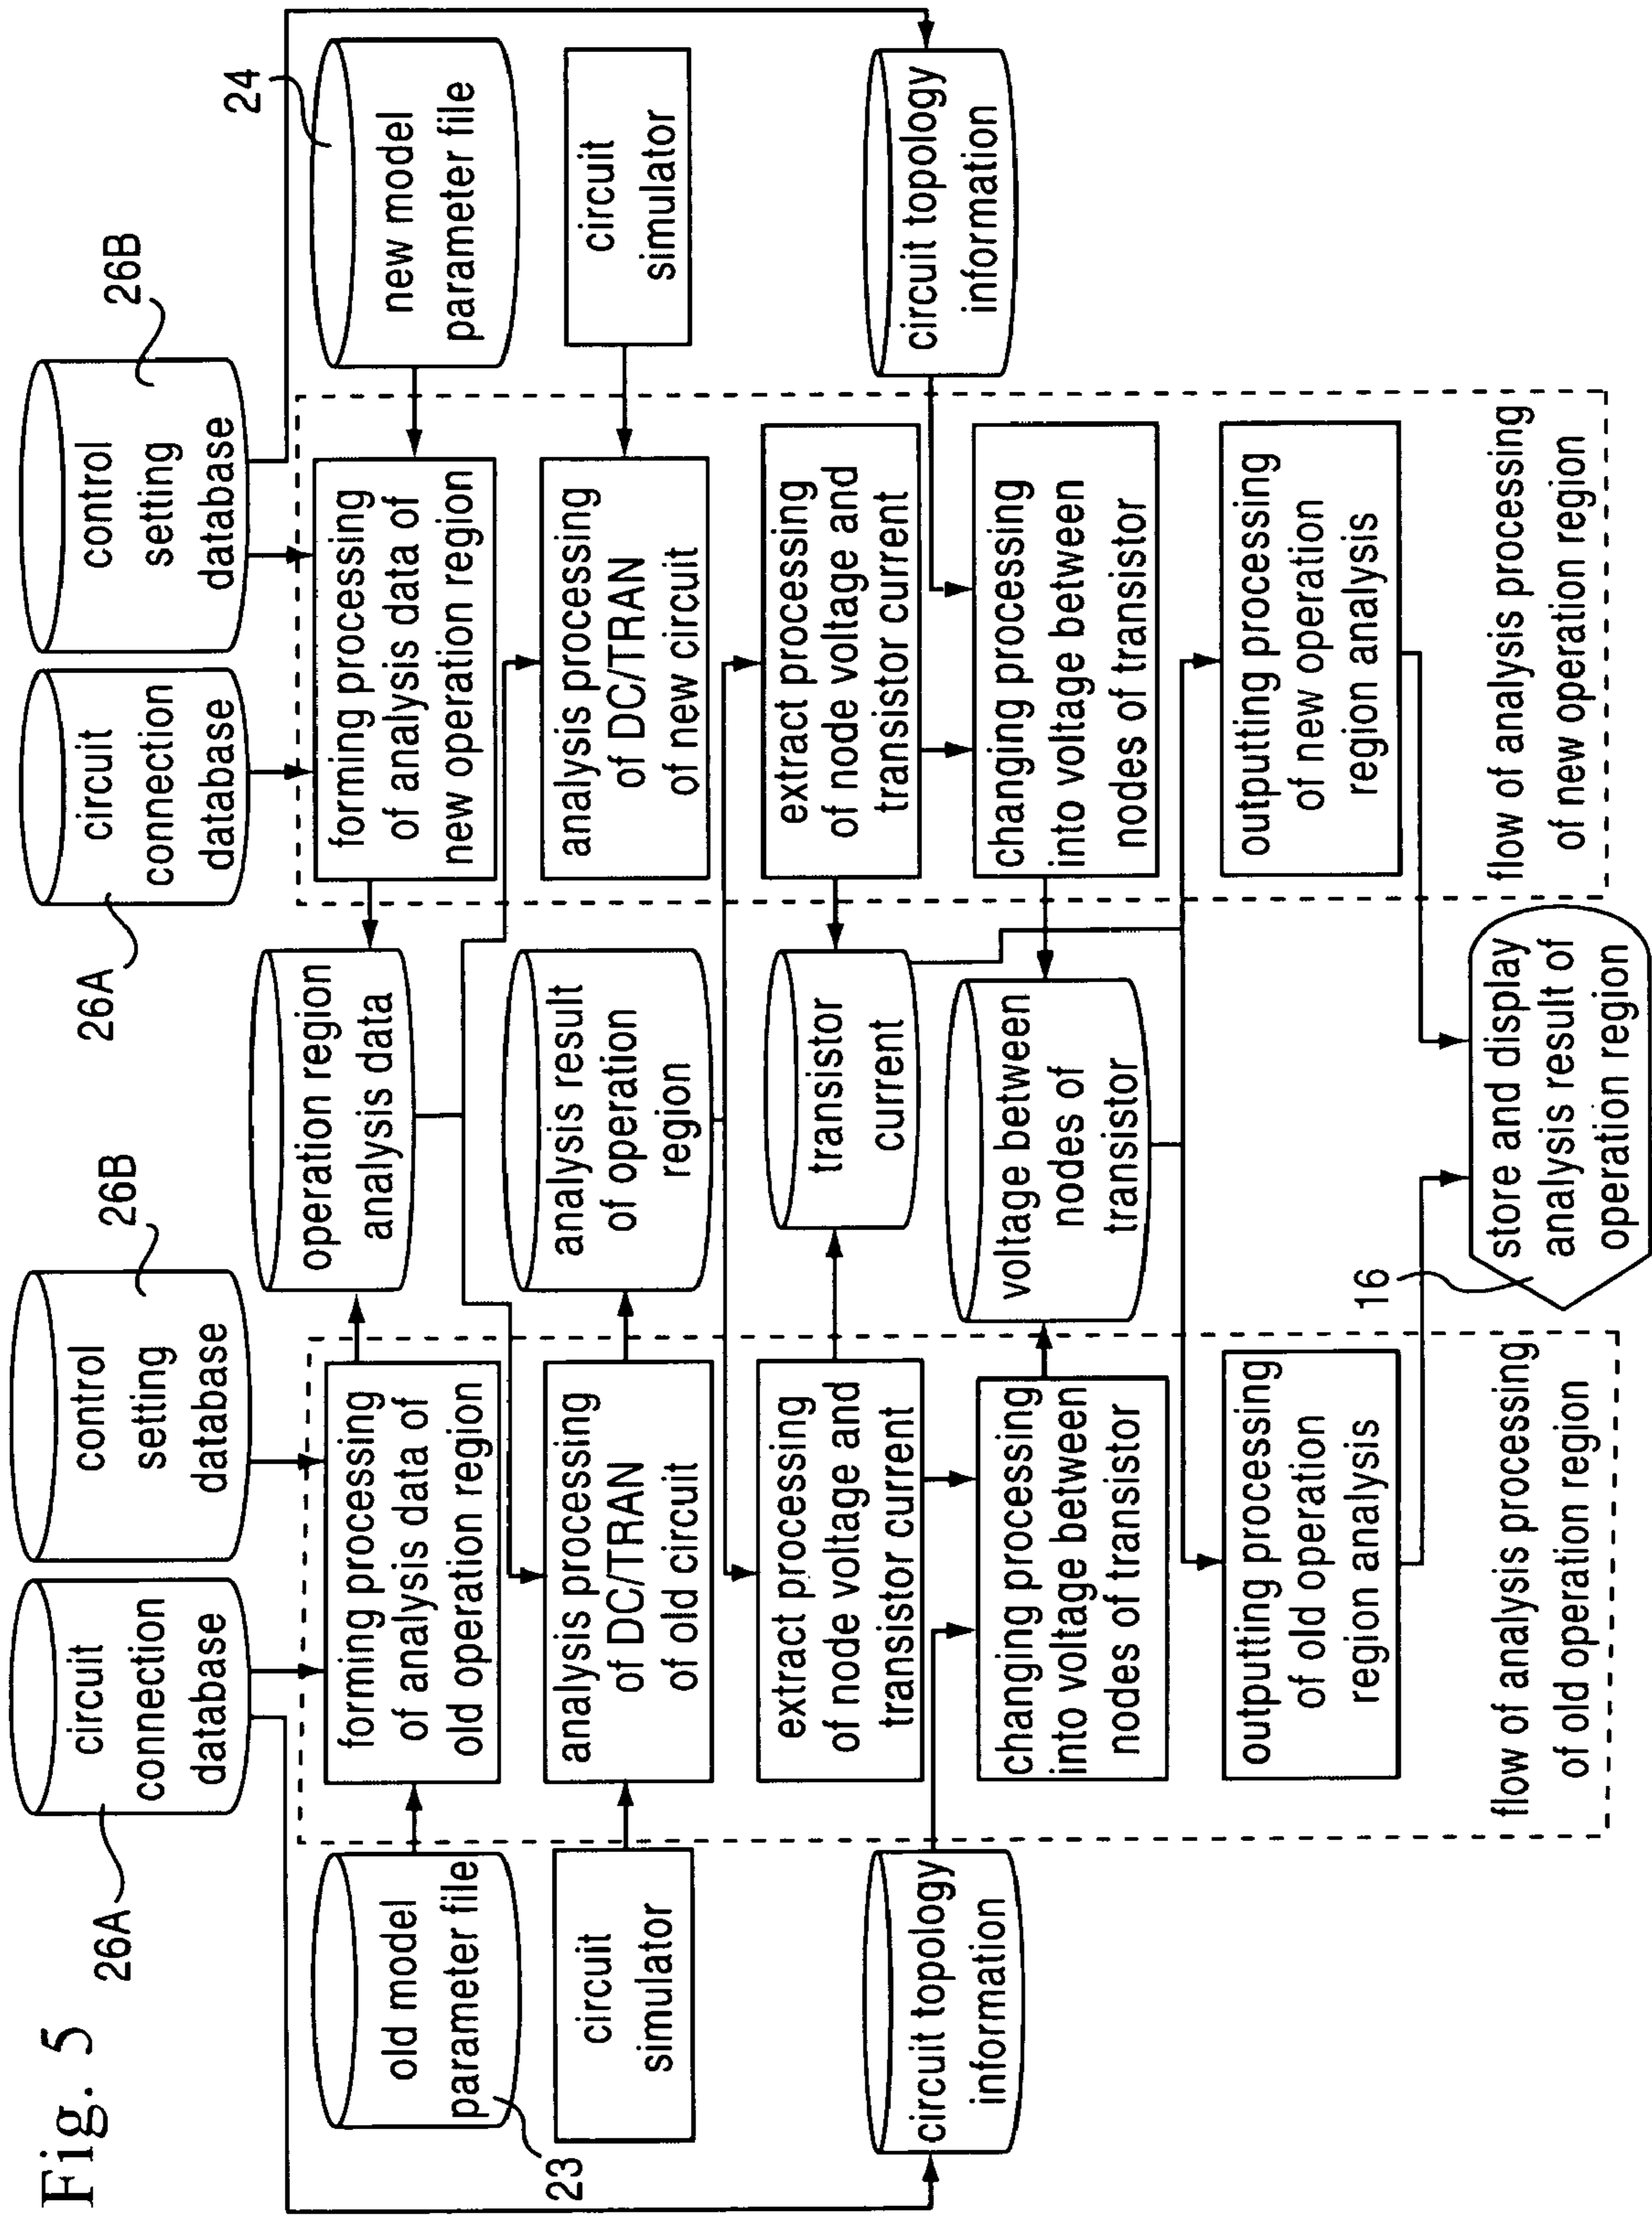 Fig. 5
26A
circuit
connection
database
26B
control
setting
database
26A
circuit
connection
database
26B
control
setting
database
old model
parameter file
23
forming processing
of analysis data of
old operation region
operation region
analysis data
forming processing
of analysis data of
new operation region
24
new model
parameter file
circuit
simulator
analysis processing
of DC/TRAN
of old circuit
analysis result
of operation
region
analysis processing
of DC/TRAN
of new circuit
circuit
simulator
extract processing
of node voltage and
transistor current
transistor
current
extract processing
of node voltage and
transistor current
circuit topology
information
changing processing
into voltage between
nodes of transistor
voltage between
nodes of
transistor
changing processing
into voltage between
nodes of transistor
circuit topology
information
outputting processing
of old operation
region analysis
outputting processing
of new operation
region analysis
flow of analysis processing
of old operation region
16
store and display
analysis result of
operation region
flow of analysis processing
of new operation region